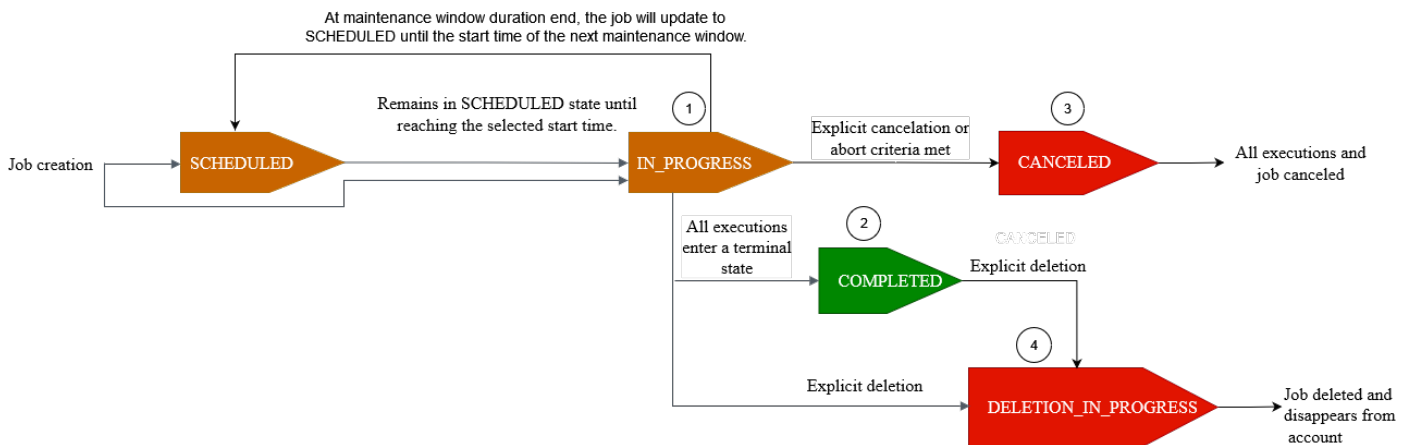 At maintenance window duration end, the job will update to
SCHEDULED until the start time of the next maintenance window.
Remains in SCHEDULED state until
reaching the selected start time.
1
3
Job creation
SCHEDULED
IN_PROGRESS
Explicit cancelation or
abort criteria met
CANCELED
All executions and
job canceled
All executions
enter a terminal
state
2
COMPLETED
CANCELED
Explicit deletion
4
Explicit deletion
DELETION_IN_PROGRESS
Job deleted and
disappears from
account